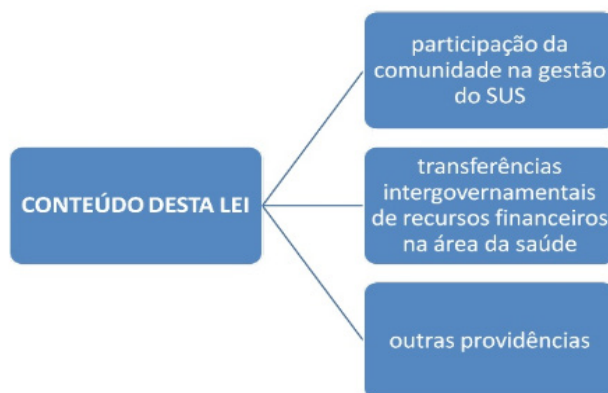 participação da
comunidade na gestão
do SUS
CONTEÚDO DESTA LEI
transferências
intergovernamentais
de recursos financeiros
na área da saúde
outras providências